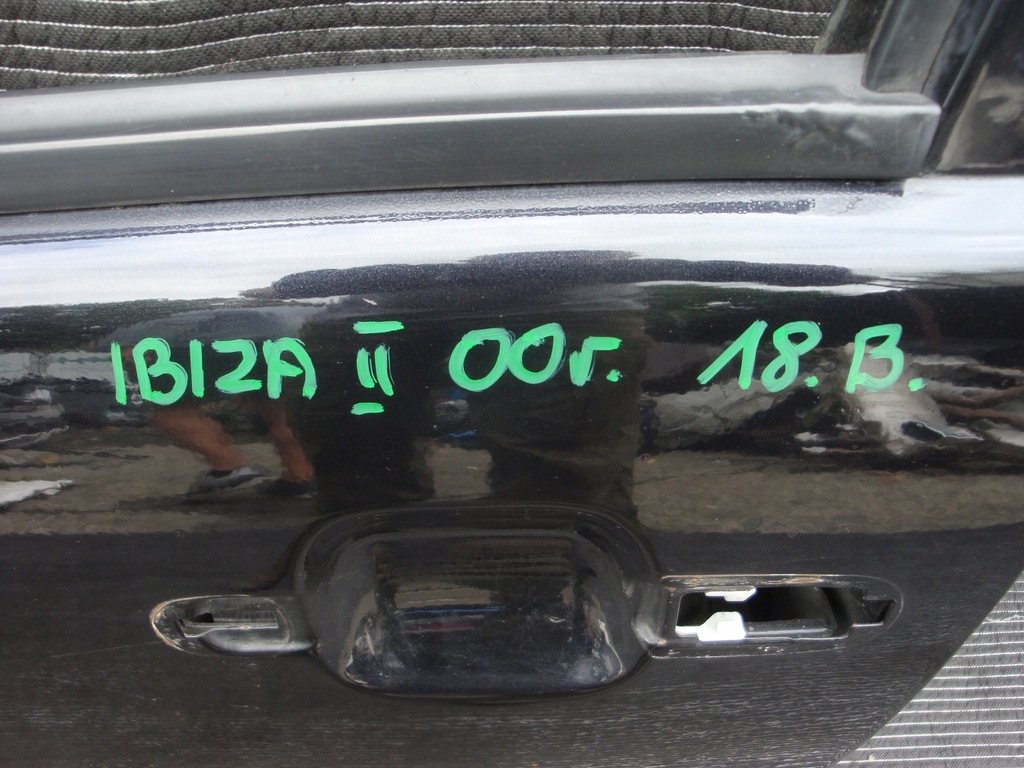 IBIZA II 00r. 18. B.